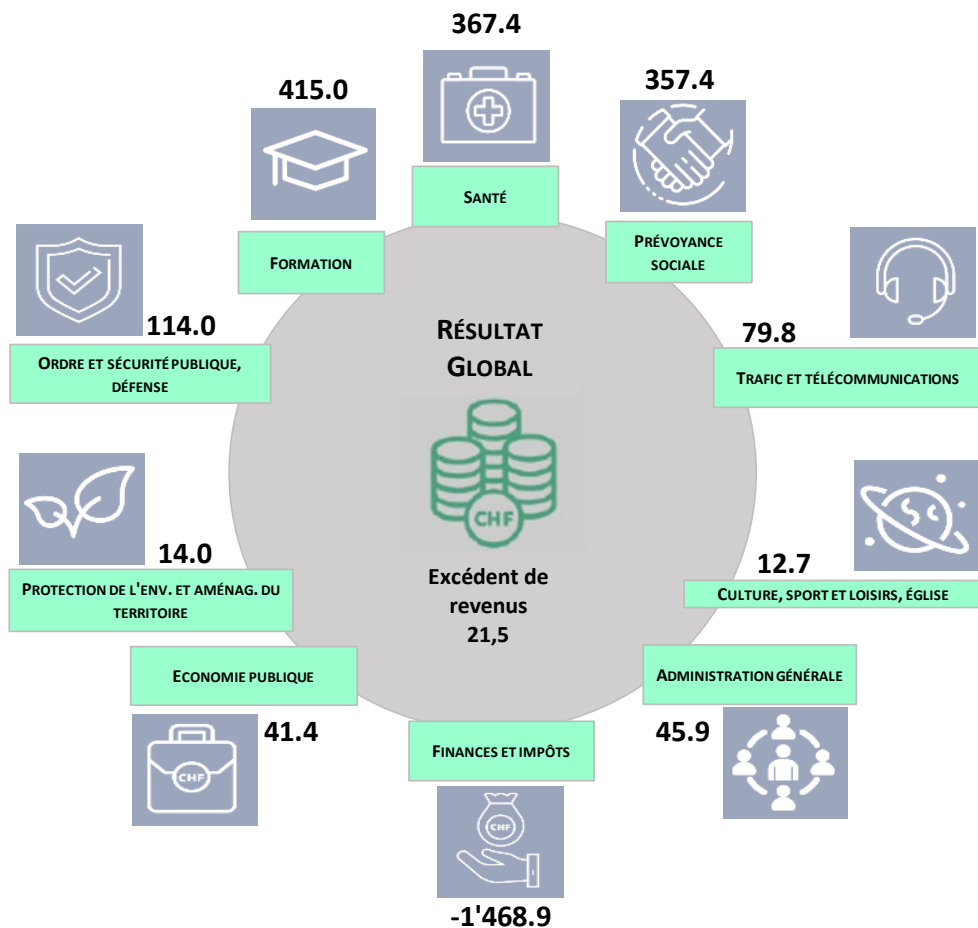 367.4
415.0
357.4
SANTÉ
FORMATION
PRÉVOYANCE
SOCIALE
114.0
ORDRE ET SÉCURITÉ PUBLIQUE,
DÉFENSE
79.8
TRAFIC ET TÉLÉCOMMUNICATIONS
RÉSULTAT
GLOBAL
CHF
Excédent de
revenus
21,5
14.0
PROTECTION DE L'ENV. ET AMÉNAG. DU
TERRITOIRE
12.7
CULTURE, SPORT ET LOISIRS, ÉGLISE
ECONOMIE PUBLIQUE
41.4
CHF
ADMINISTRATION GÉNÉRALE
45.9
FINANCES ET IMPÔTS
CHF
-1'468.9